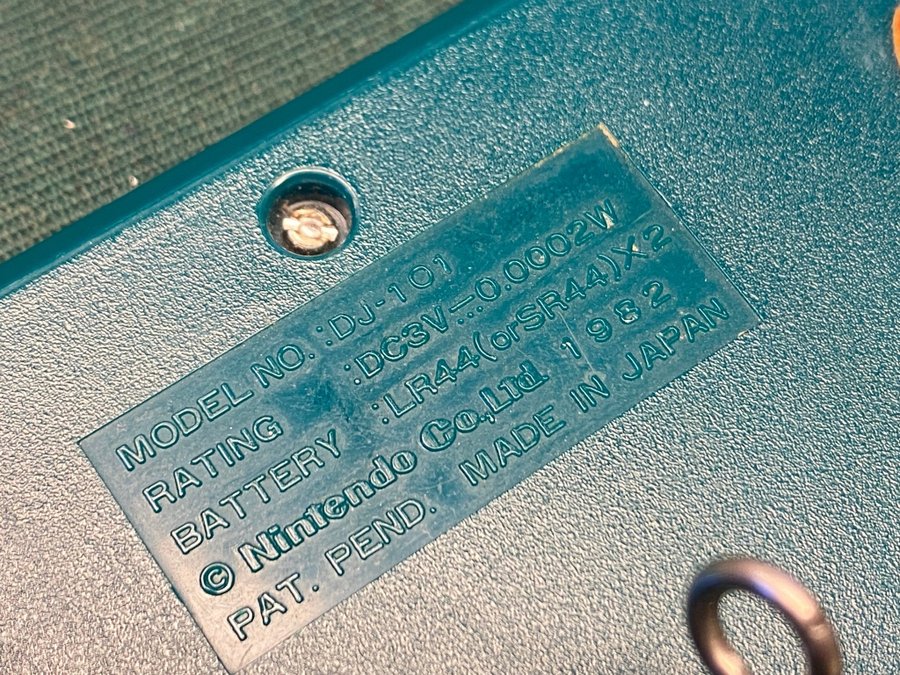 MODEL NO. :DJ-101
RATING :DC3V⎓0.0002W
BATTERY :LR44(orSR44)X2
© Nintendo Co,Ltd. 1982
PAT. PEND. MADE IN JAPAN